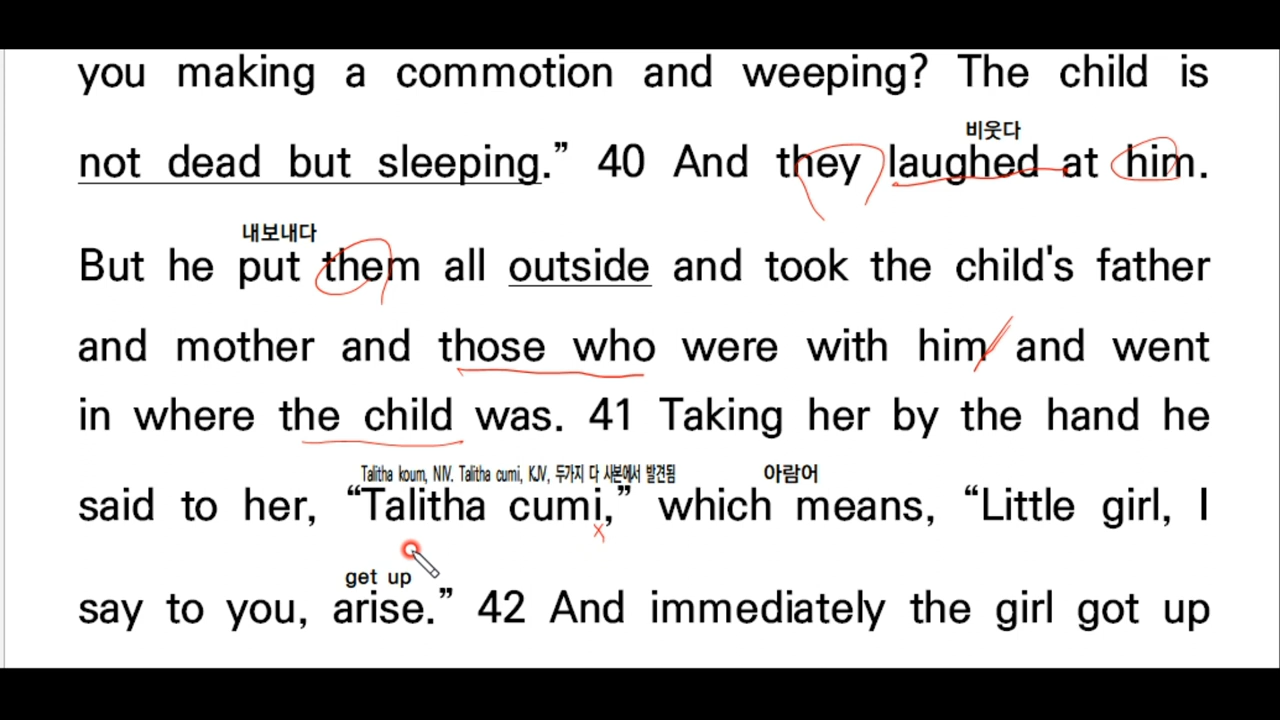 you making a commotion and weeping? The child is
비웃다
not dead but sleeping.” 40 And they laughed at him.
내보내다
But he put them all outside and took the child's father
and mother and those who were with him and went
in where the child was. 41 Taking her by the hand he
Talitha koum, NIV. Talitha cumi, KJV, 두가지 다 사본에서 발견됨 아람어
said to her, “Talitha cumi,” which means, “Little girl, I
get up
say to you, arise.” 42 And immediately the girl got up